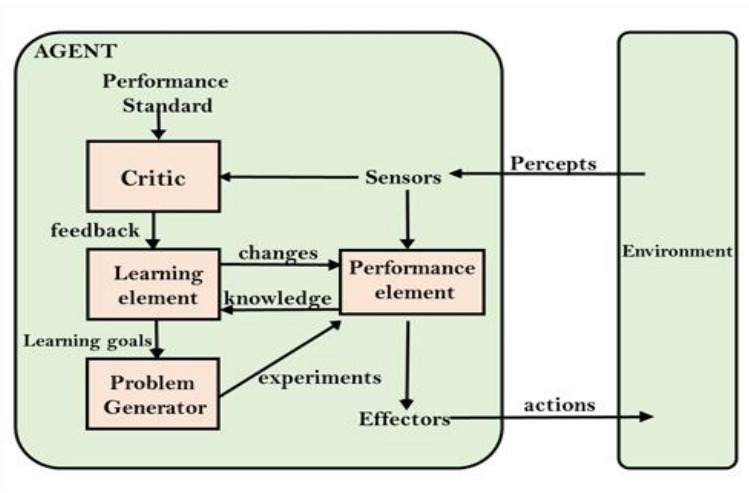 AGENT
Performance
Standard
Critic
Sensors
Percepts
feedback
changes
Environment
Learning
element
Performance
element
knowledge
Learning goals
experiments
Problem
Generator
Effectors
actions